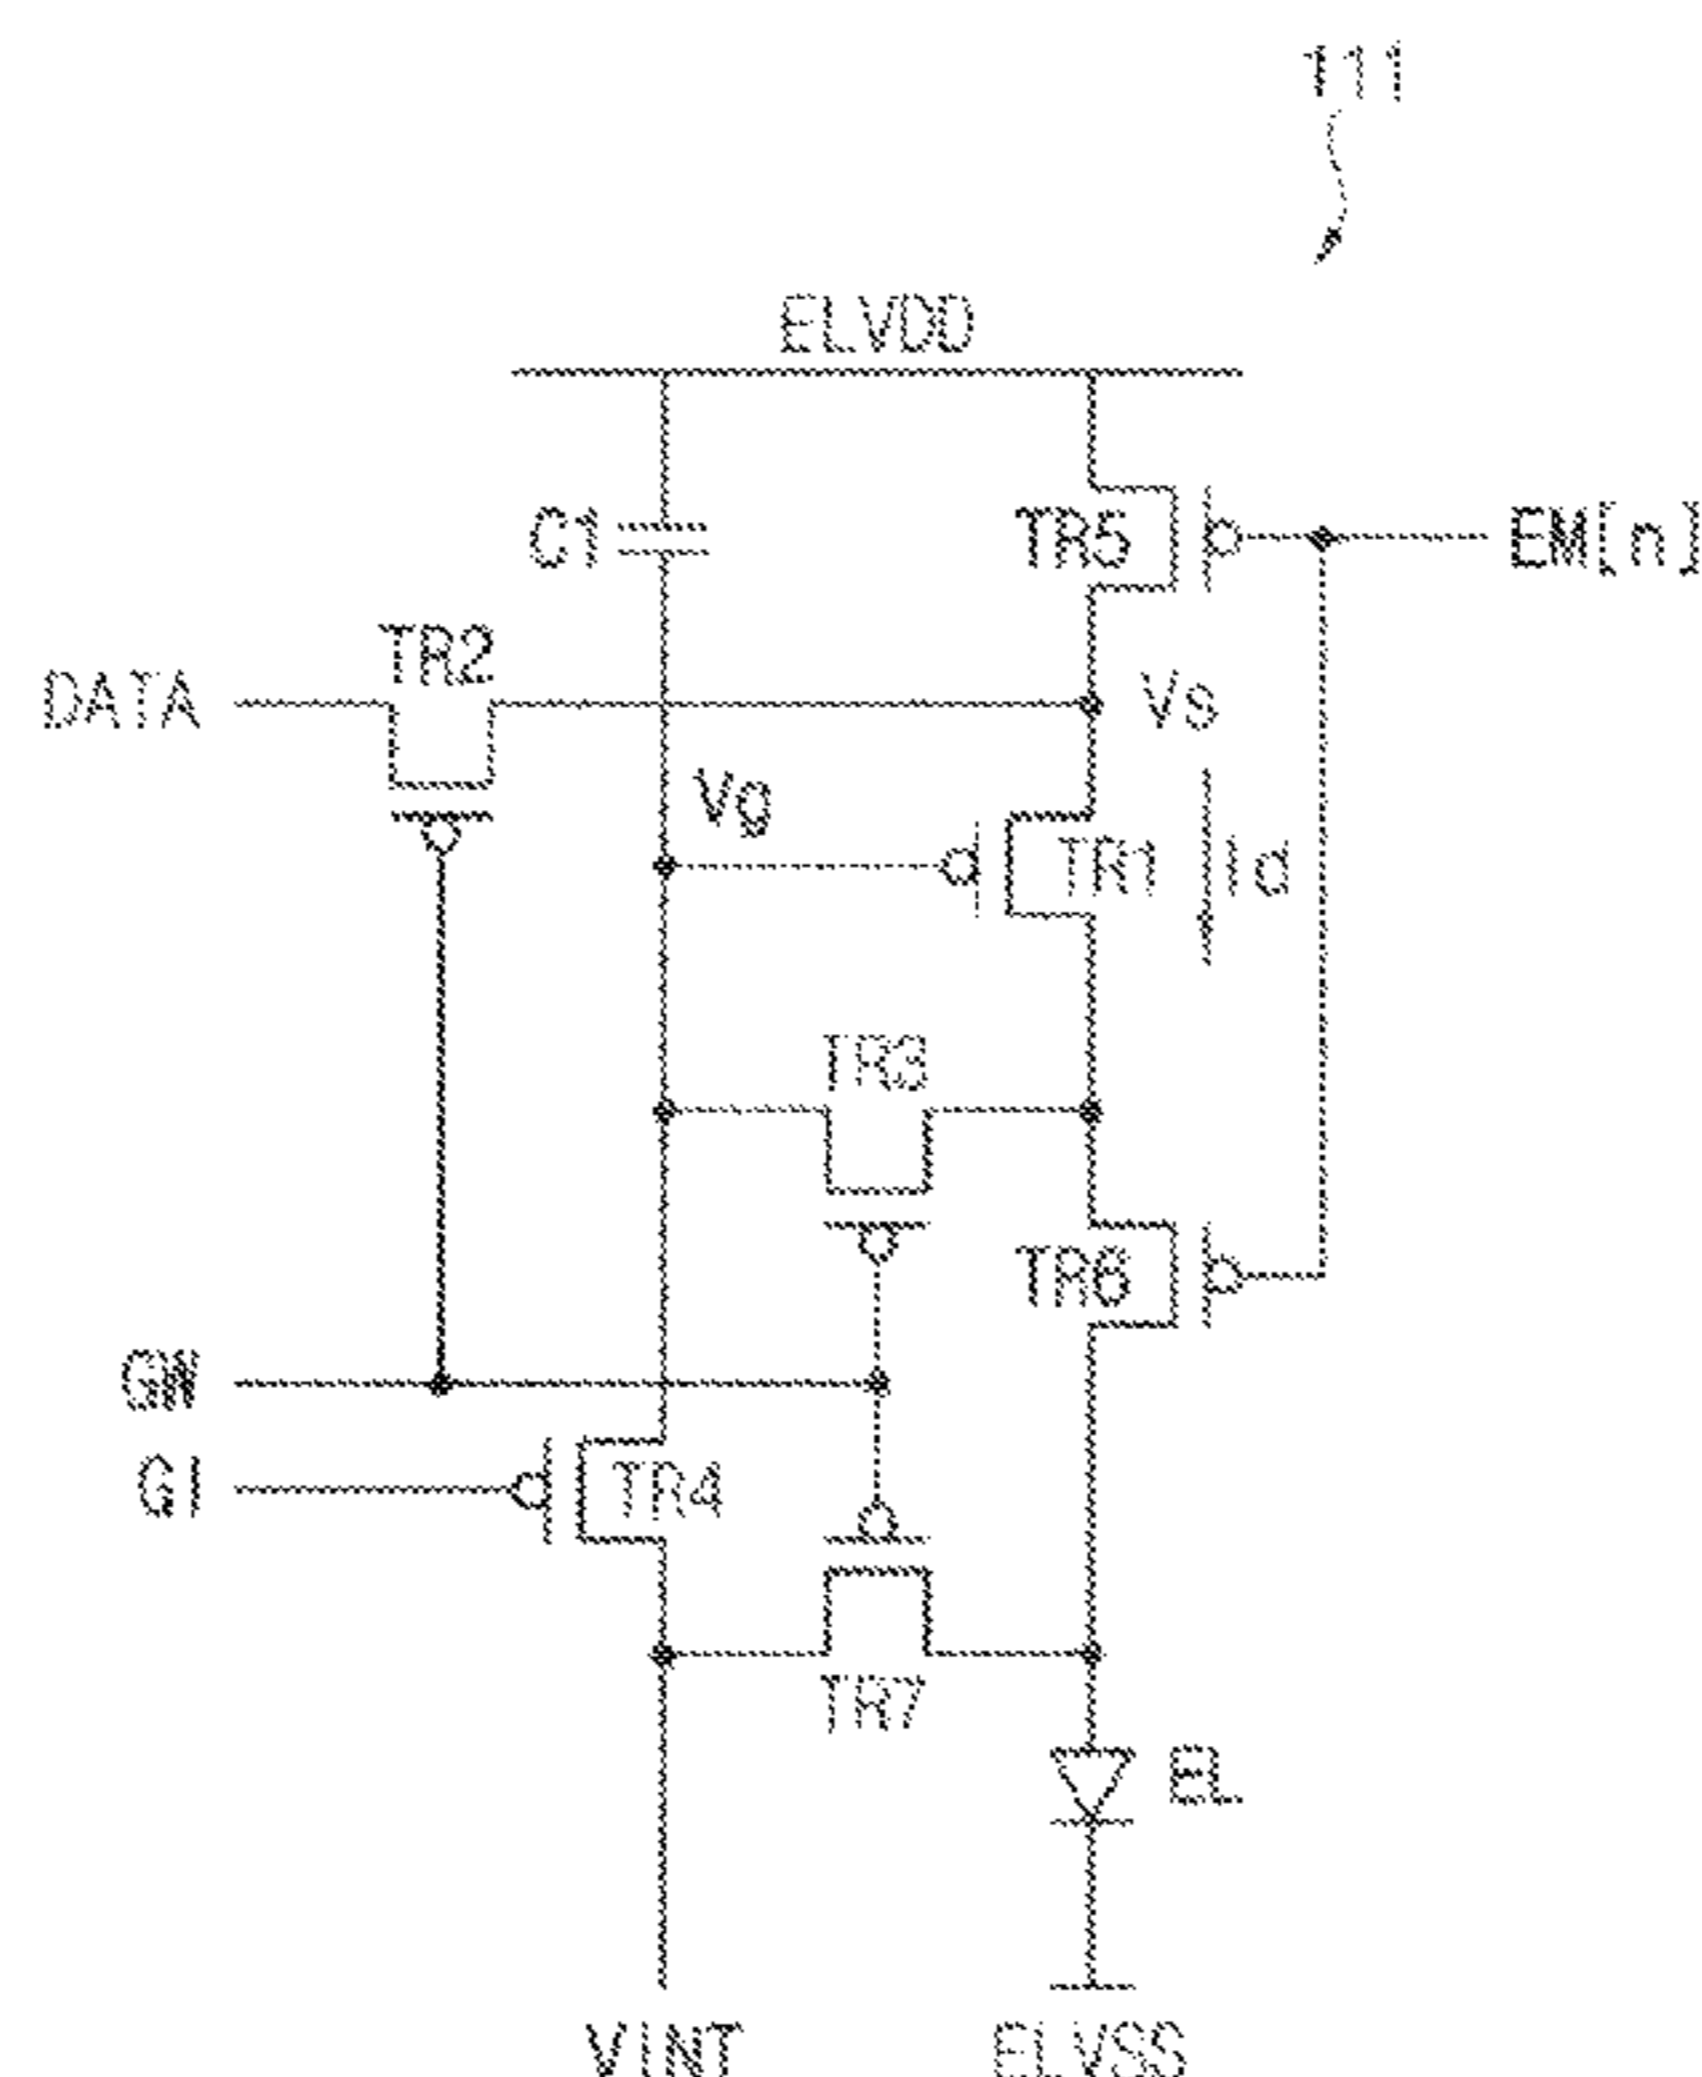 111
ELVDD
C1
TR5
EM[n]
TR2
DATA
Vs
Vg
TR1
Id
TR3
TR6
GW
GI
TR4
TR7
EL
VINT
ELVSS